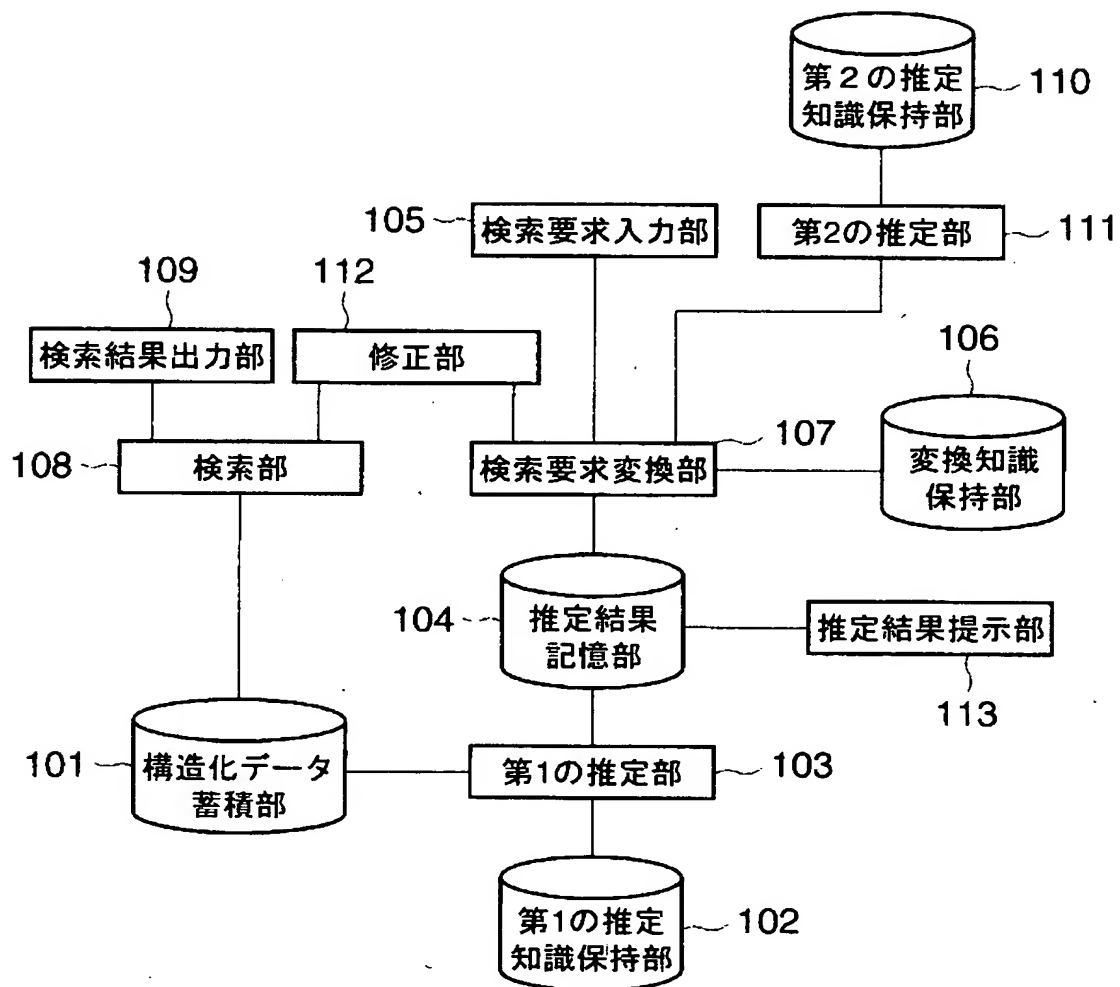 第２の推定
知識保持部
110
105
検索要求入力部
第2の推定部
111
109
112
検索結果出力部
修正部
106
108
検索部
検索要求変換部
107
変換知識
保持部
104
推定結果
記憶部
推定結果提示部
113
101
構造化データ
蓄積部
第1の推定部
103
第1の推定
知識保持部
102